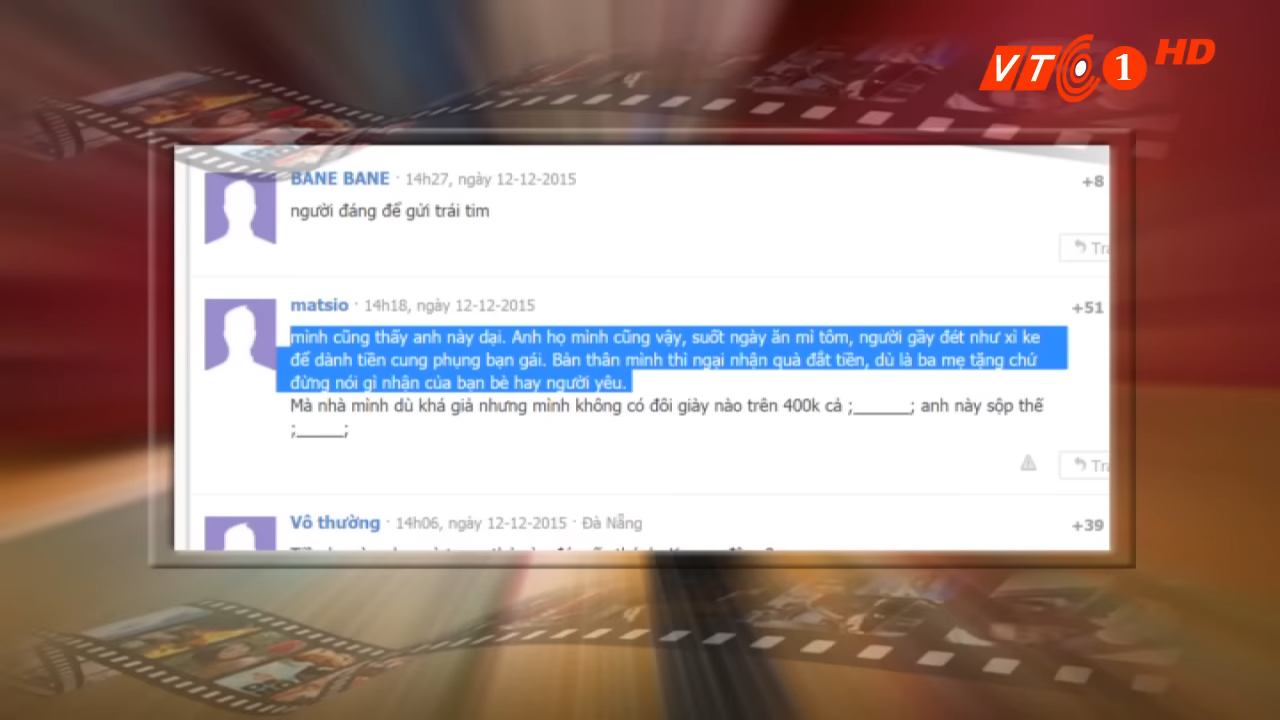 VTC 1 HD
BANE BANE · 14h27, ngày 12-12-2015
+8
người đáng để gửi trái tim
matsio · 14h18, ngày 12-12-2015
+51
mình cũng thấy anh này dại. Anh họ mình cũng vậy, suốt ngày ăn mì tôm, người gầy đét như xì ke
để dành tiền cung phụng bạn gái. Bản thân mình thì ngại nhận quà đắt tiền, dù là ba mẹ tặng chứ
đừng nói gì nhận của bạn bè hay người yêu.
Mà nhà mình dù khá giả nhưng mình không có đôi giày nào trên 400k cả ;______; anh này sộp thế
;_____;
Vô thường · 14h06, ngày 12-12-2015 · Đà Nẵng
+39